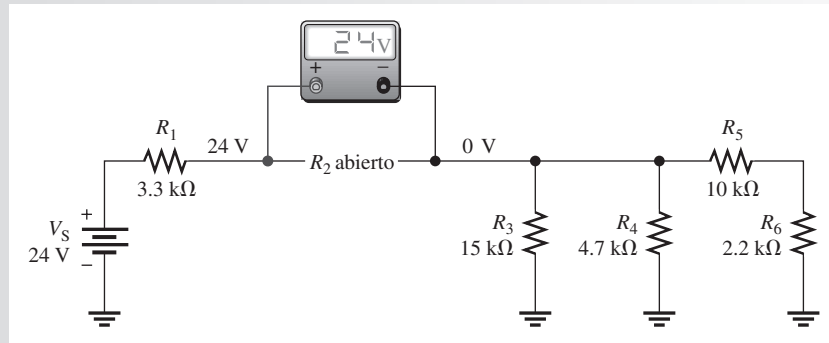 24V
+ −
R1
24 V
R2 abierto
0 V
R5
3.3 kΩ
10 kΩ
+
VS
24 V
−
R3
15 kΩ
R4
4.7 kΩ
R6
2.2 kΩ